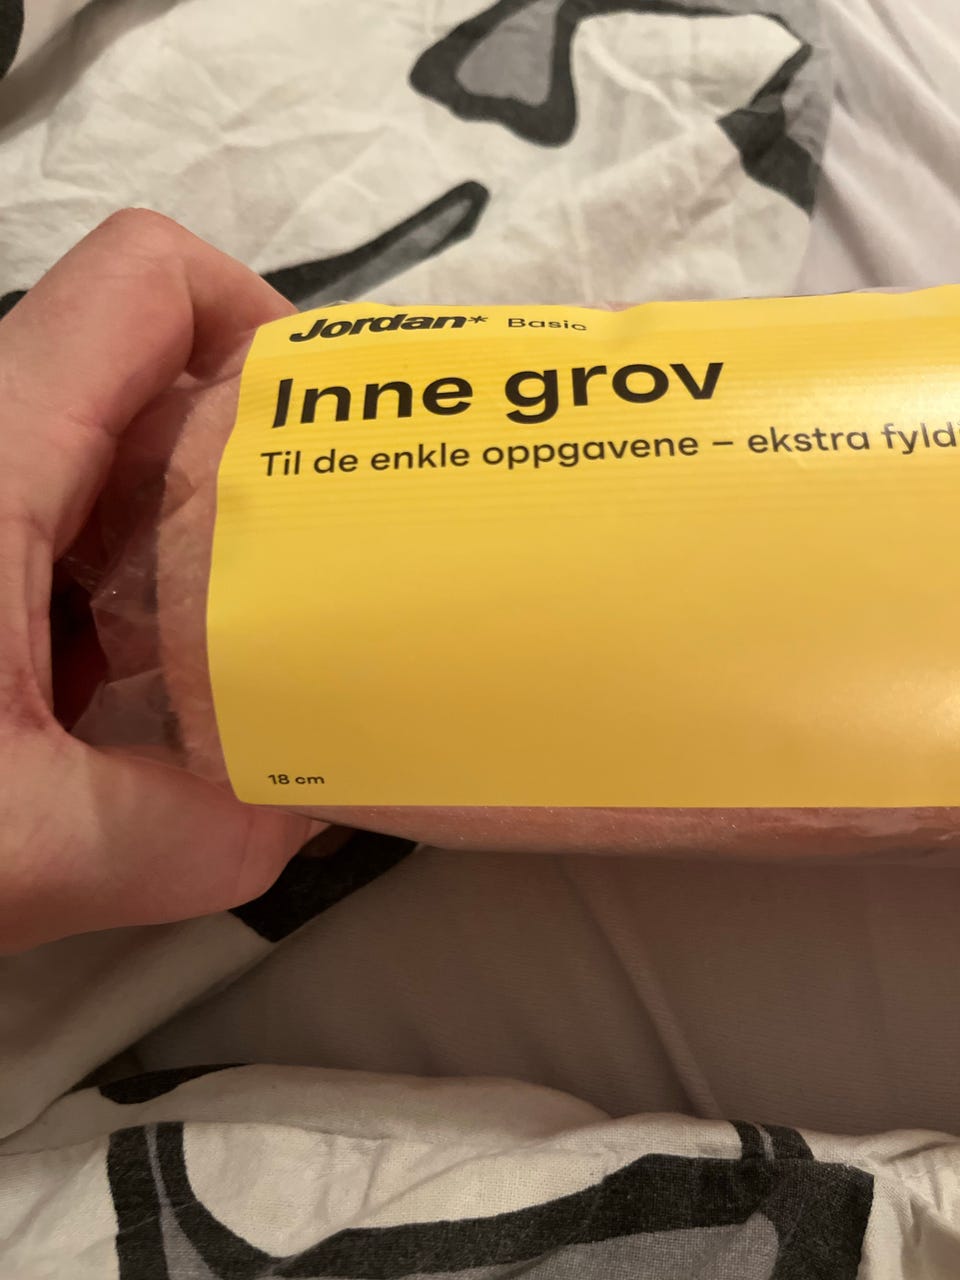 Jordan* Basic
Inne grov
Til de enkle oppgavene – ekstra
18 cm